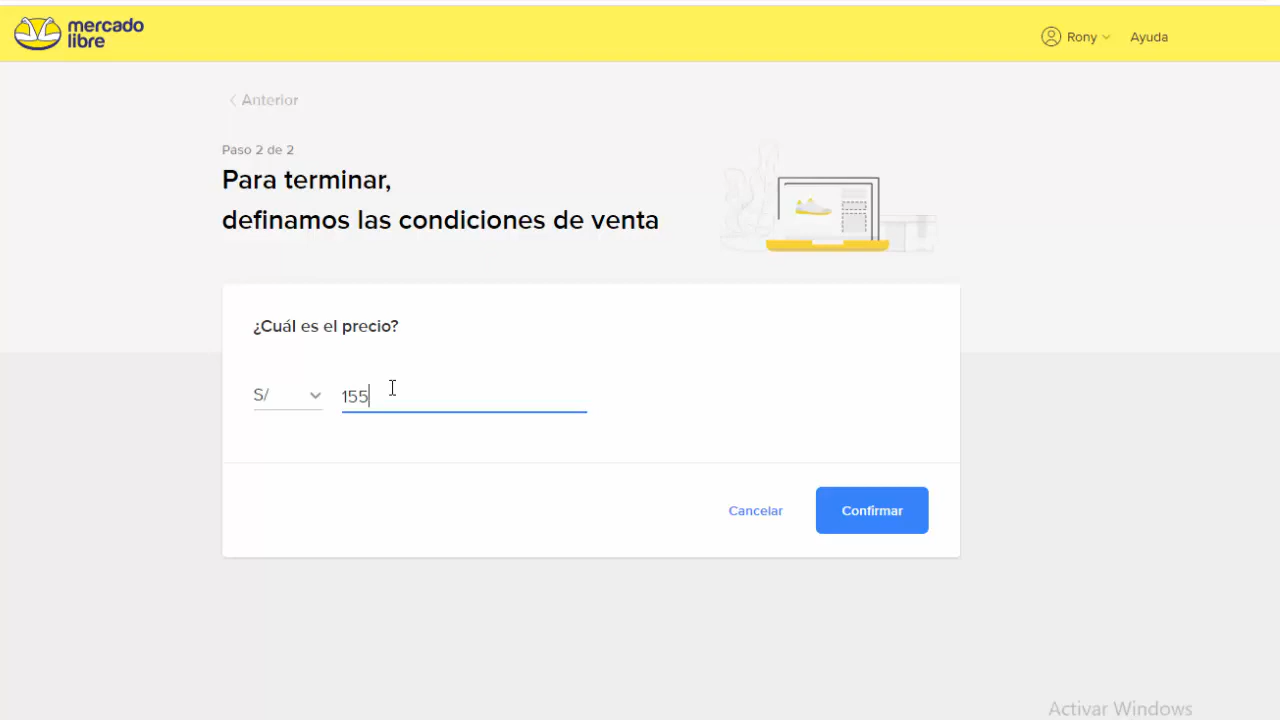 mercado
libre
Rony
Ayuda
Anterior
Paso 2 de 2
Para terminar,
definamos las condiciones de venta
¿Cuál es el precio?
S/
155
Cancelar
Confirmar
Activar Windows